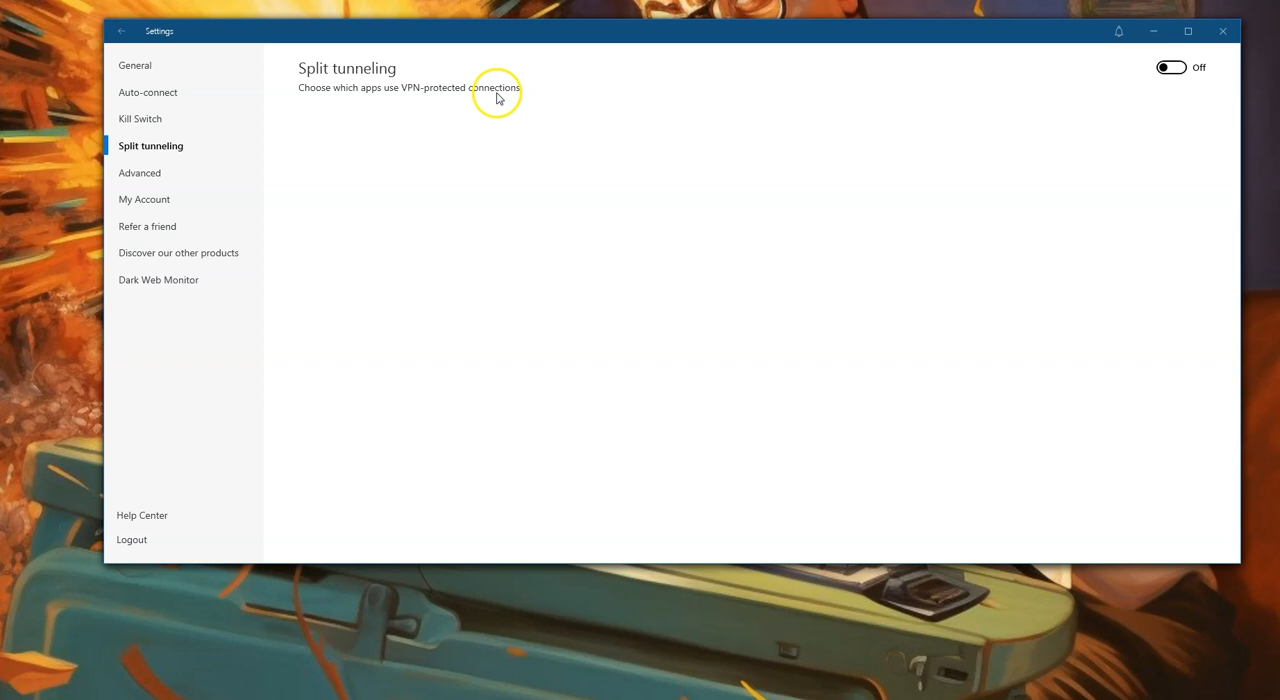 Settings
General
Auto-connect
Kill Switch
Split tunneling
Advanced
My Account
Refer a friend
Discover our other products
Dark Web Monitor
Help Center
Logout
Split tunneling
Choose which apps use VPN-protected connections
Off